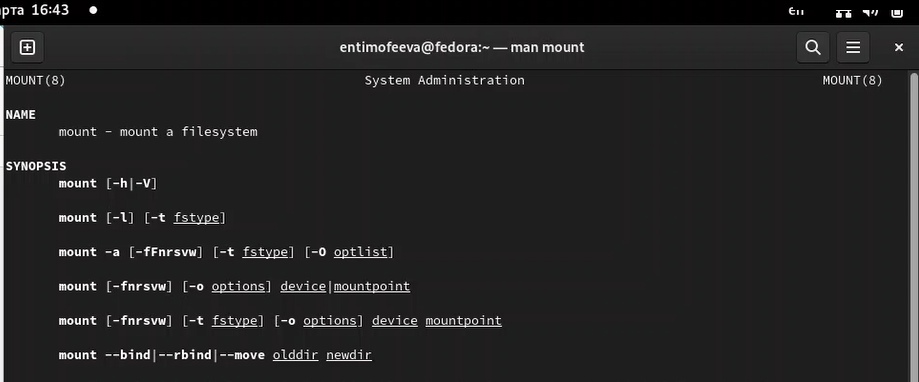 рта 16:43 en
entimofeeva@fedora:~ — man mount
MOUNT(8) System Administration MOUNT(8)
NAME
mount - mount a filesystem
SYNOPSIS
mount [-h|-V]
mount [-l] [-t fstype]
mount -a [-fFnrsvw] [-t fstype] [-O optlist]
mount [-fnrsvw] [-o options] device|mountpoint
mount [-fnrsvw] [-t fstype] [-o options] device mountpoint
mount --bind|--rbind|--move olddir newdir